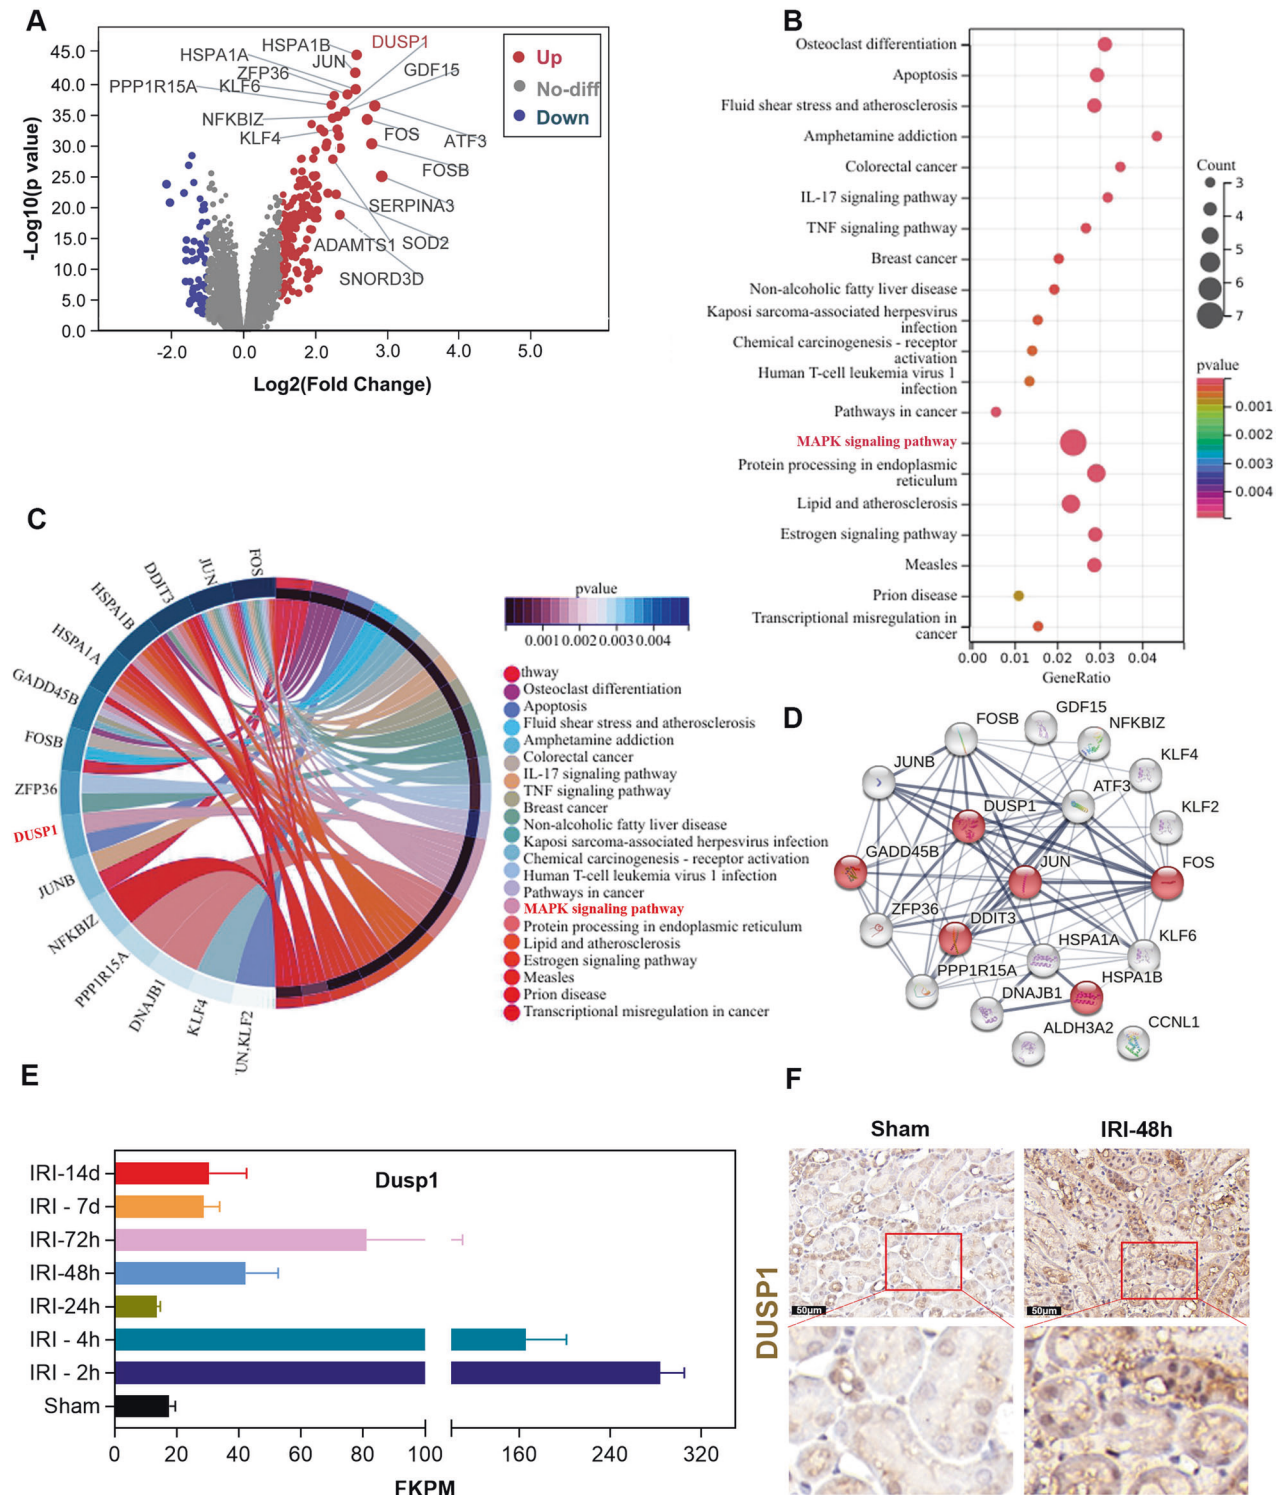 A
45.0
40.0
35.0
30.0
25.0
20.0
15.0
10.0
5.0
0.0
-Log10(p value)
-2.0
0.0
2.0
3.0
4.0
5.0
Log2(Fold Change)
HSPA1B
DUSP1
HSPA1A
JUN
ZFP36
GDF15
PPP1R15A
KLF6
NFKBIZ
KLF4
FOS
ATF3
FOSB
SERPINA3
ADAMTS1
SOD2
SNORD3D
Up
No-diff
Down
B
Osteoclast differentiation
Apoptosis
Fluid shear stress and atherosclerosis
Amphetamine addiction
Colorectal cancer
IL-17 signaling pathway
TNF signaling pathway
Breast cancer
Non-alcoholic fatty liver disease
Kaposi sarcoma-associated herpesvirus
infection
Chemical carcinogenesis - receptor
activation
Human T-cell leukemia virus 1
infection
Pathways in cancer
MAPK signaling pathway
Protein processing in endoplasmic
reticulum
Lipid and atherosclerosis
Estrogen signaling pathway
Measles
Prion disease
Transcriptional misregulation in
cancer
0.00
0.01
0.02
0.03
0.04
GeneRatio
Count
3
4
5
6
7
pvalue
0.001
0.002
0.003
0.004
C
FOS
JUN
DDIT3
HSPA1B
HSPA1A
GADD45B
FOSB
ZFP36
DUSP1
JUNB
NFKBIZ
PPP1R15A
DNAJB1
KLF4
UN,KLF2
pvalue
0.001 0.002 0.003 0.004
thway
Osteoclast differentiation
Apoptosis
Fluid shear stress and atherosclerosis
Amphetamine addiction
Colorectal cancer
IL-17 signaling pathway
TNF signaling pathway
Breast cancer
Non-alcoholic fatty liver disease
Kaposi sarcoma-associated herpesvirus infection
Chemical carcinogenesis - receptor activation
Human T-cell leukemia virus 1 infection
Pathways in cancer
MAPK signaling pathway
Protein processing in endoplasmic reticulum
Lipid and atherosclerosis
Estrogen signaling pathway
Measles
Prion disease
Transcriptional misregulation in cancer
D
FOSB
GDF15
NFKBIZ
JUNB
KLF4
ATF3
DUSP1
KLF2
GADD45B
JUN
FOS
ZFP36
DDIT3
HSPA1A
KLF6
PPP1R15A
HSPA1B
DNAJB1
ALDH3A2
CCNL1
E
Dusp1
IRI-14d
IRI - 7d
IRI-72h
IRI-48h
IRI-24h
IRI - 4h
IRI - 2h
Sham
0
20
40
60
80
100
160
240
320
FKPM
F
Sham
IRI-48h
DUSP1
50μm
50μm